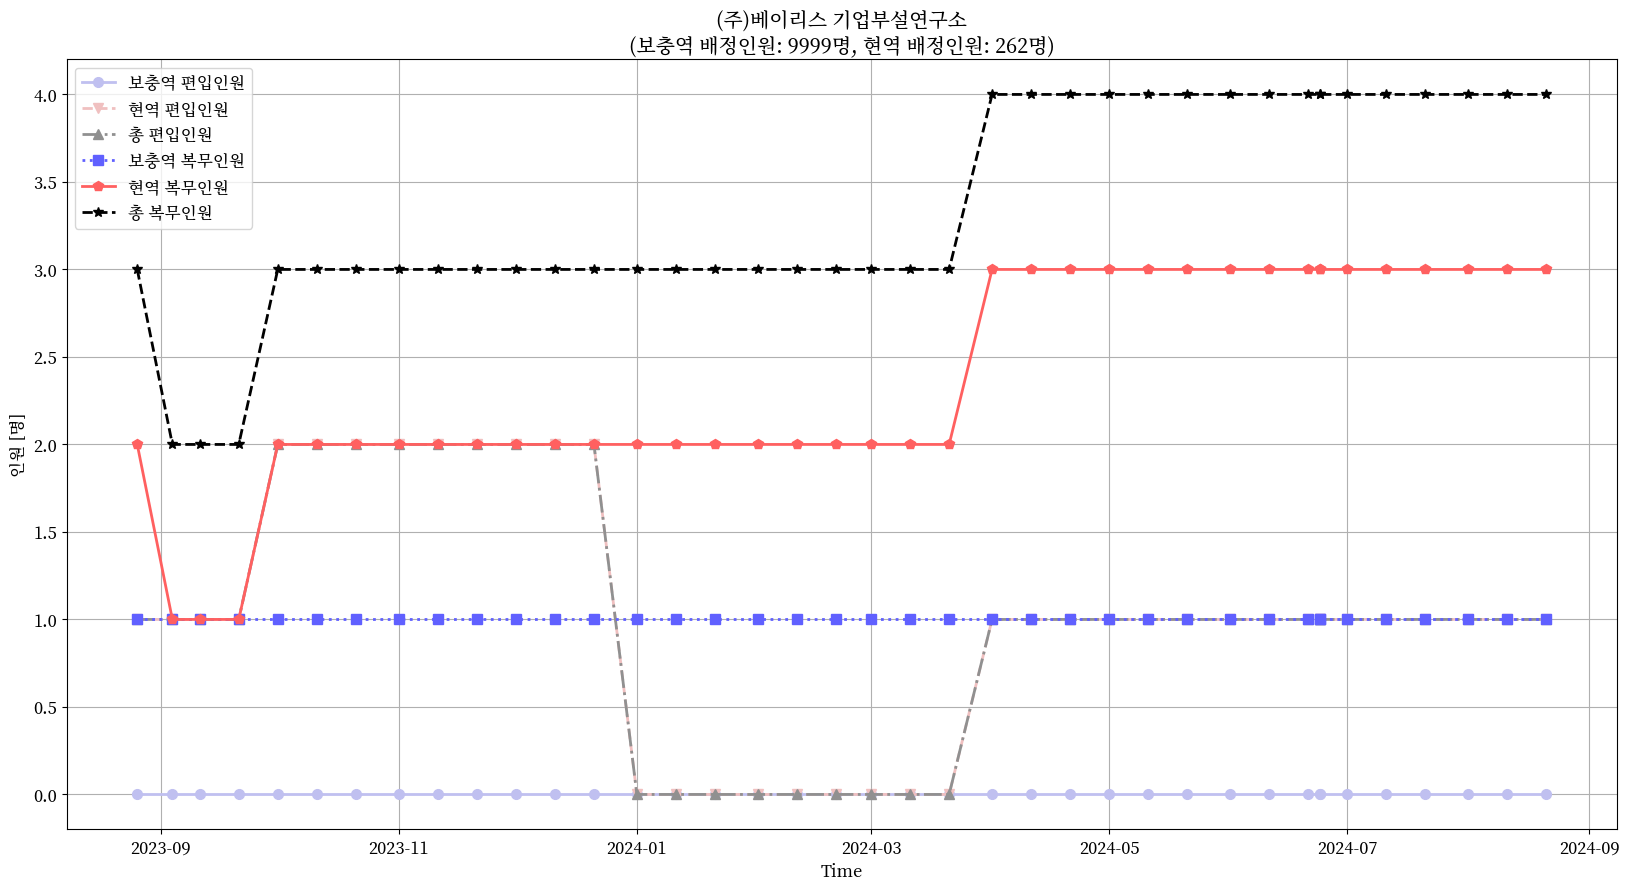 (주)베이리스 기업부설연구소
(보충역 배정인원: 9999명, 현역 배정인원: 262명)
보충역 편입인원
현역 편입인원
총 편입인원
보충역 복무인원
현역 복무인원
총 복무인원
4.0
3.5
3.0
2.5
2.0
1.5
1.0
0.5
0.0
인원 [명]
2023-09
2023-11
2024-01
2024-03
2024-05
2024-07
2024-09
Time